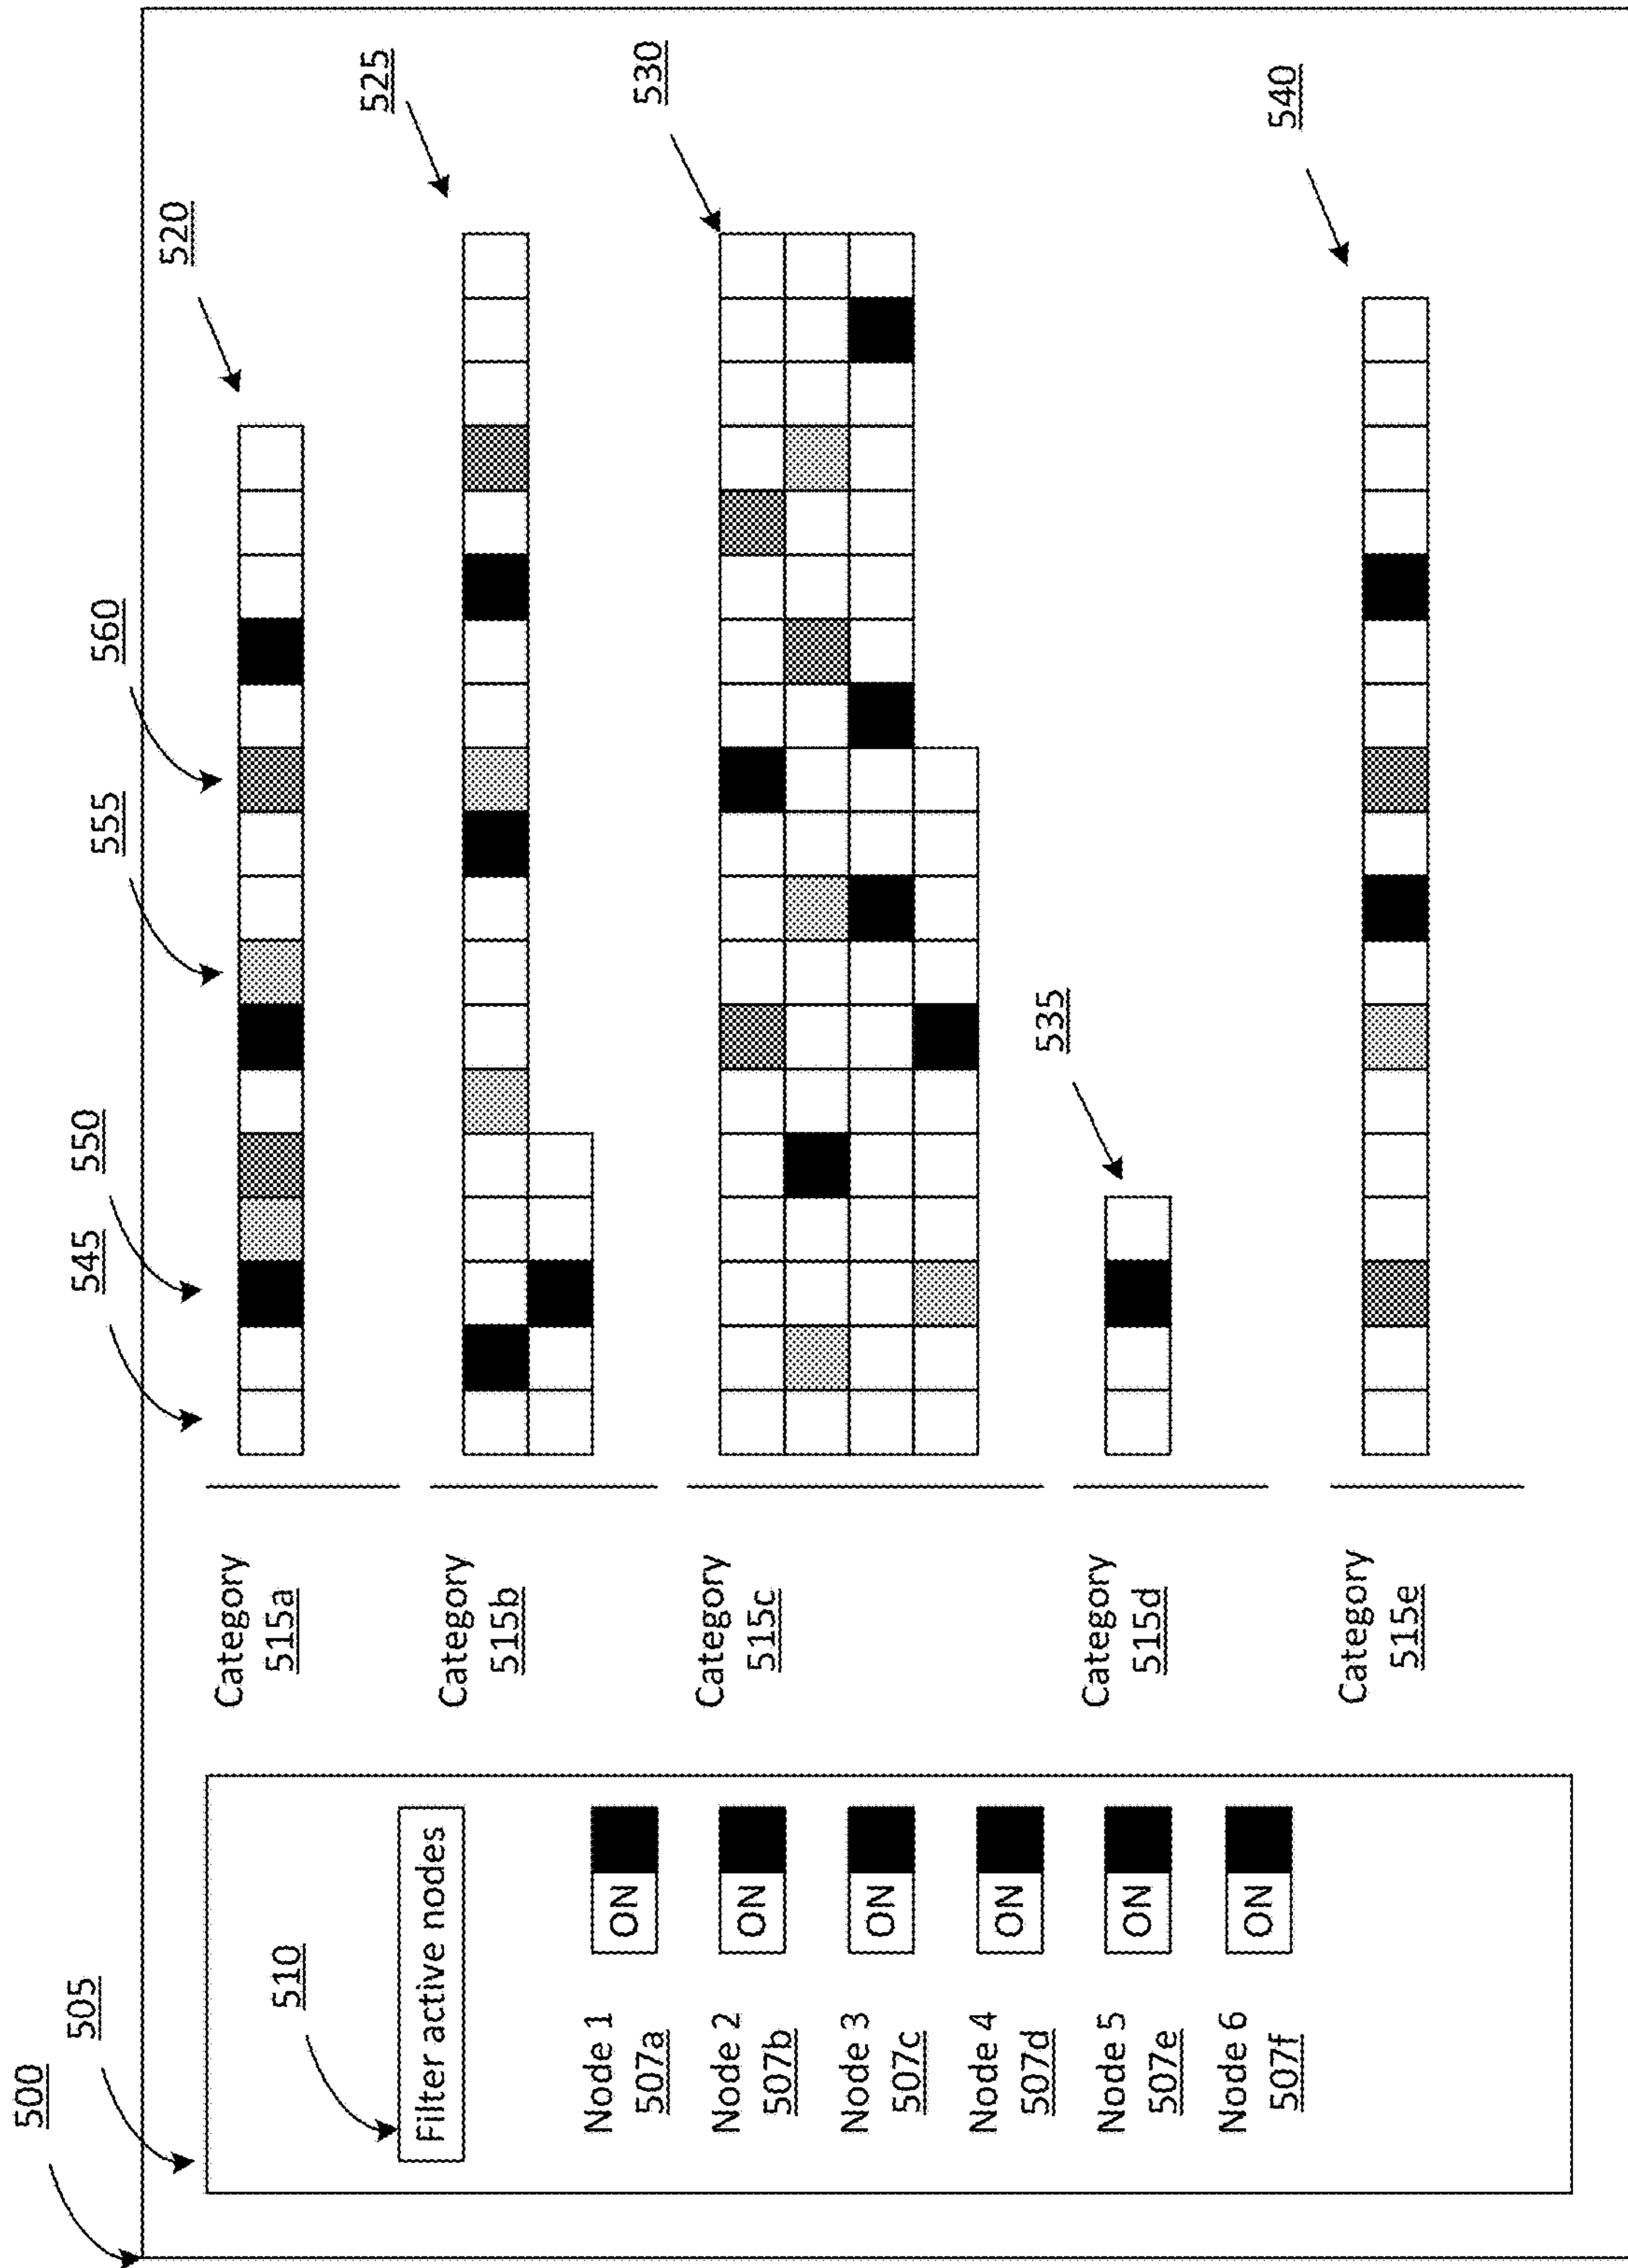 500
505
510
Filter active nodes
Node 1
507a
ON
Node 2
507b
ON
Node 3
507c
ON
Node 4
507d
ON
Node 5
507e
ON
Node 6
507f
ON
Category
515a
545
550
555
560
520
Category
515b
525
Category
515c
530
Category
515d
535
Category
515e
540